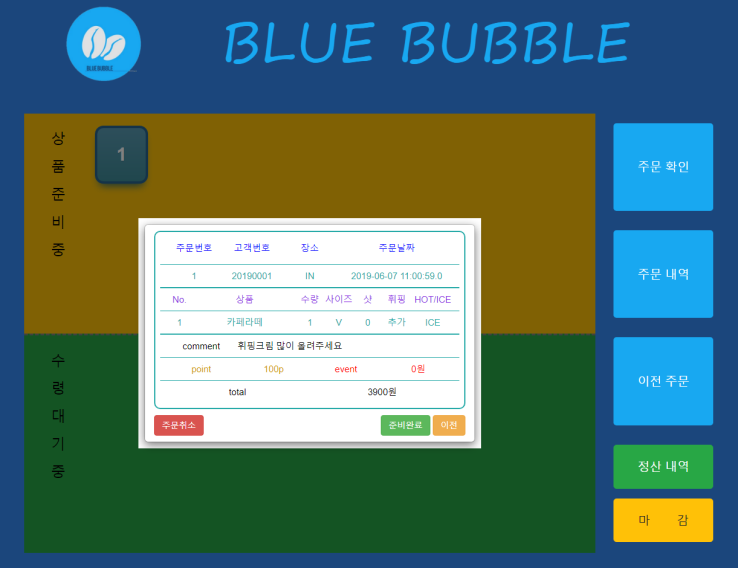 BLUE BUBBLE
BLUE BUBBLE
상품준비중
1
주문번호 고객번호 장소 주문날짜
1 20190001 IN 2019-06-07 11:00:59.0
No. 상품 수량 사이즈 샷 휘핑 HOT/ICE
1 카페라떼 1 V 0 추가 ICE
comment 휘핑크림 많이 올려주세요
point 100p event 0원
total 3900원
주문취소 준비완료 이전
수령대기중
주문 확인
주문 내역
이전 주문
정산 내역
마 감